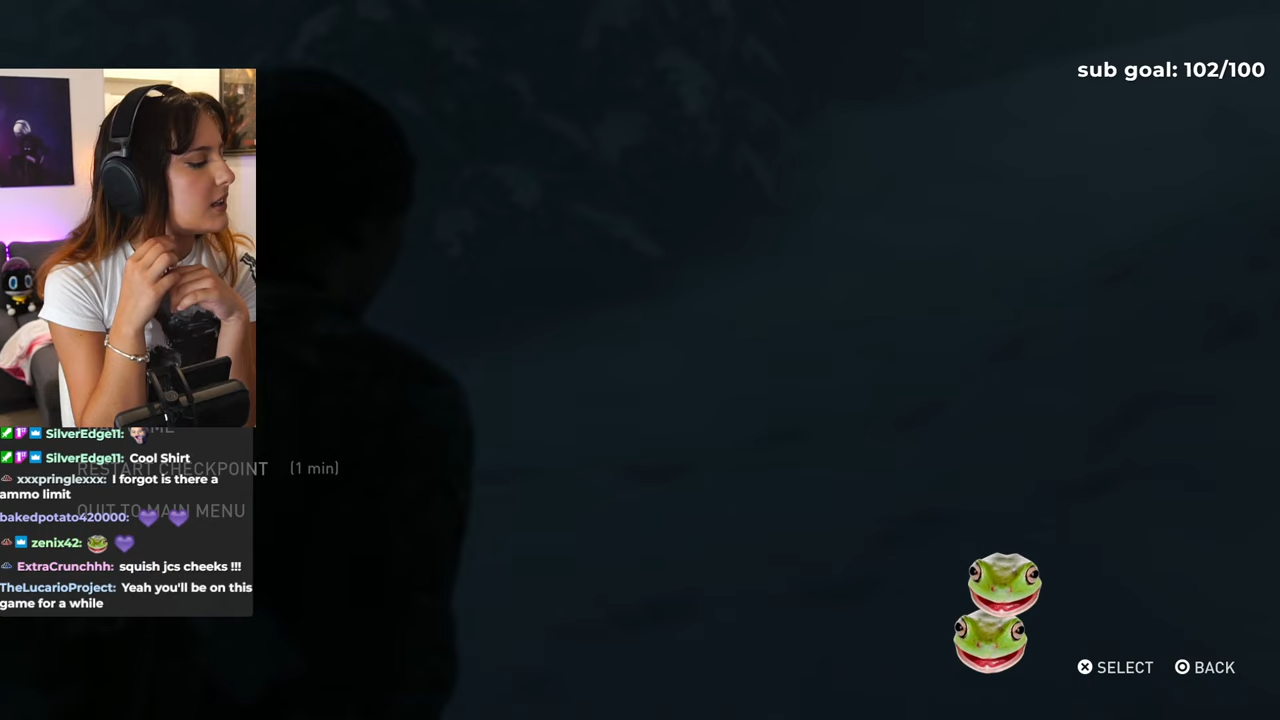 sub goal: 102/100
SilverEdge11:
SilverEdge11: Cool Shirt
RESTART CHECKPOINT (1 min)
xxxpringlexxx: I forgot is there a
ammo limit
QUIT TO MAIN MENU
bakedpotato420000:
zenix42:
ExtraCrunchhh: squish jcs cheeks !!!
TheLucarioProject: Yeah you'll be on this
game for a while
SELECT BACK